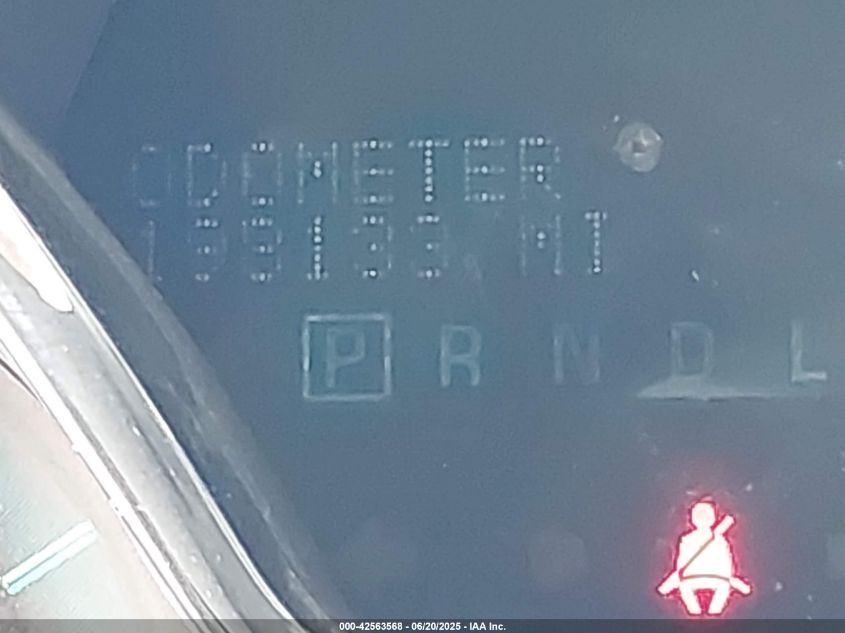 ODOMETER
199133 MI
P R N D L
000-42563568 - 06/20/2025 - IAA Inc.